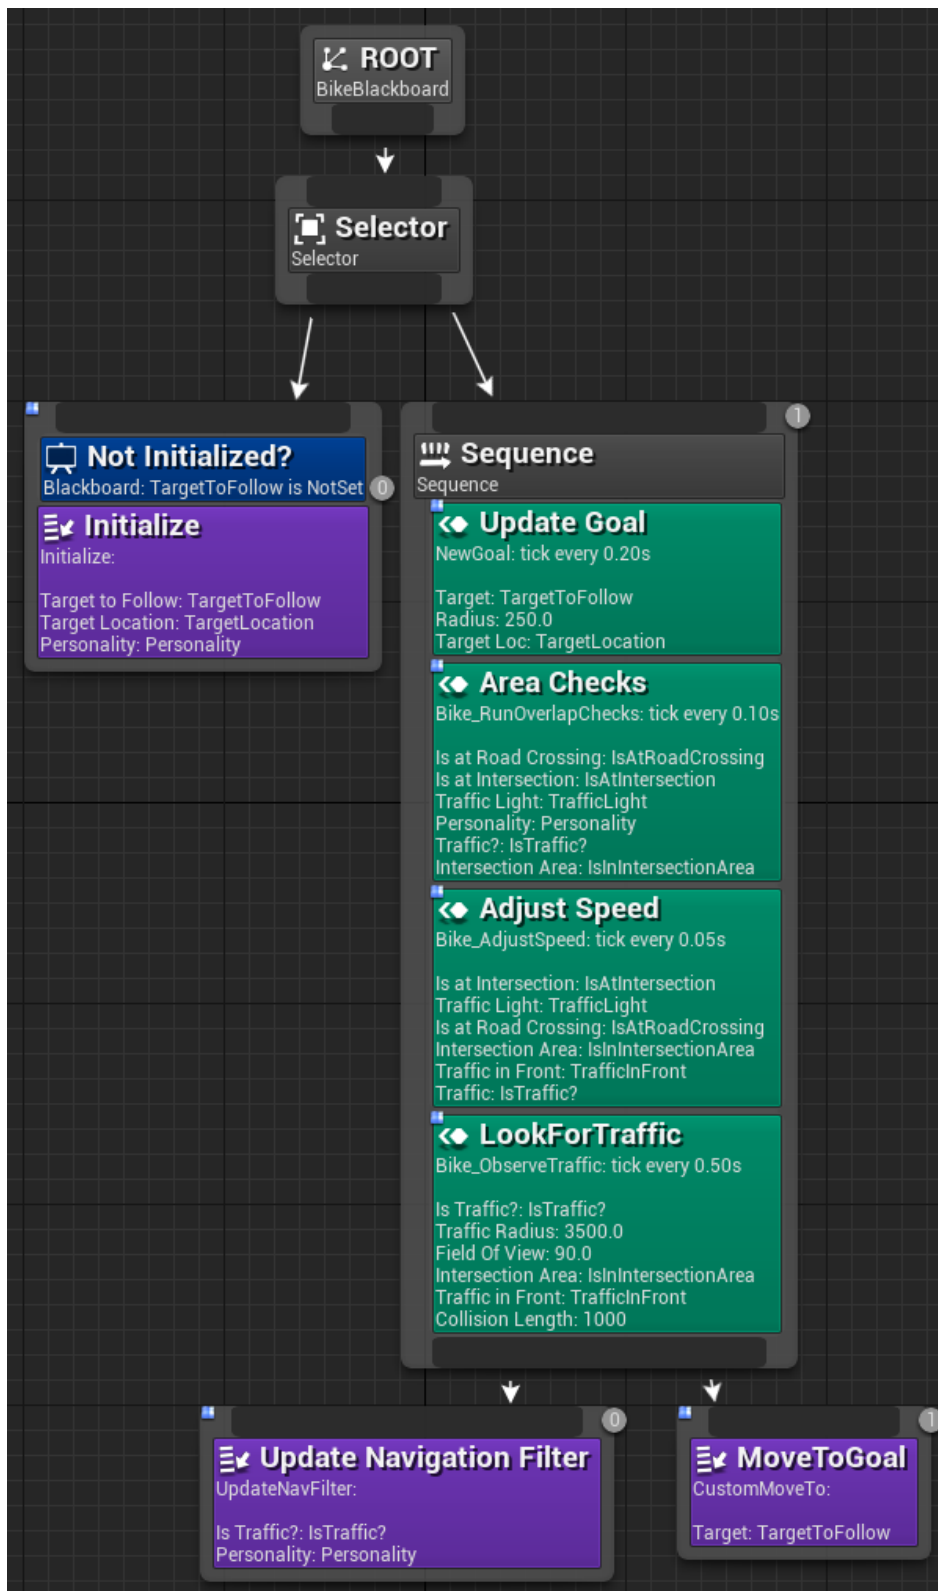 ROOT
BikeBlackboard
Selector
Selector
Not Initialized?
Blackboard: TargetToFollow is NotSet
0
Initialize
Initialize:
Target to Follow: TargetToFollow
Target Location: TargetLocation
Personality: Personality
1
Sequence
Sequence
Update Goal
NewGoal: tick every 0.20s
Target: TargetToFollow
Radius: 250.0
Target Loc: TargetLocation
Area Checks
Bike_RunOverlapChecks: tick every 0.10s
Is at Road Crossing: IsAtRoadCrossing
Is at Intersection: IsAtIntersection
Traffic Light: TrafficLight
Personality: Personality
Traffic?: IsTraffic?
Intersection Area: IsInIntersectionArea
Adjust Speed
Bike_AdjustSpeed: tick every 0.05s
Is at Intersection: IsAtIntersection
Traffic Light: TrafficLight
Is at Road Crossing: IsAtRoadCrossing
Intersection Area: IsInIntersectionArea
Traffic in Front: TrafficInFront
Traffic: IsTraffic?
LookForTraffic
Bike_ObserveTraffic: tick every 0.50s
Is Traffic?: IsTraffic?
Traffic Radius: 3500.0
Field Of View: 90.0
Intersection Area: IsInIntersectionArea
Traffic in Front: TrafficInFront
Collision Length: 1000
0
Update Navigation Filter
UpdateNavFilter:
Is Traffic?: IsTraffic?
Personality: Personality
1
MoveToGoal
CustomMoveTo:
Target: TargetToFollow